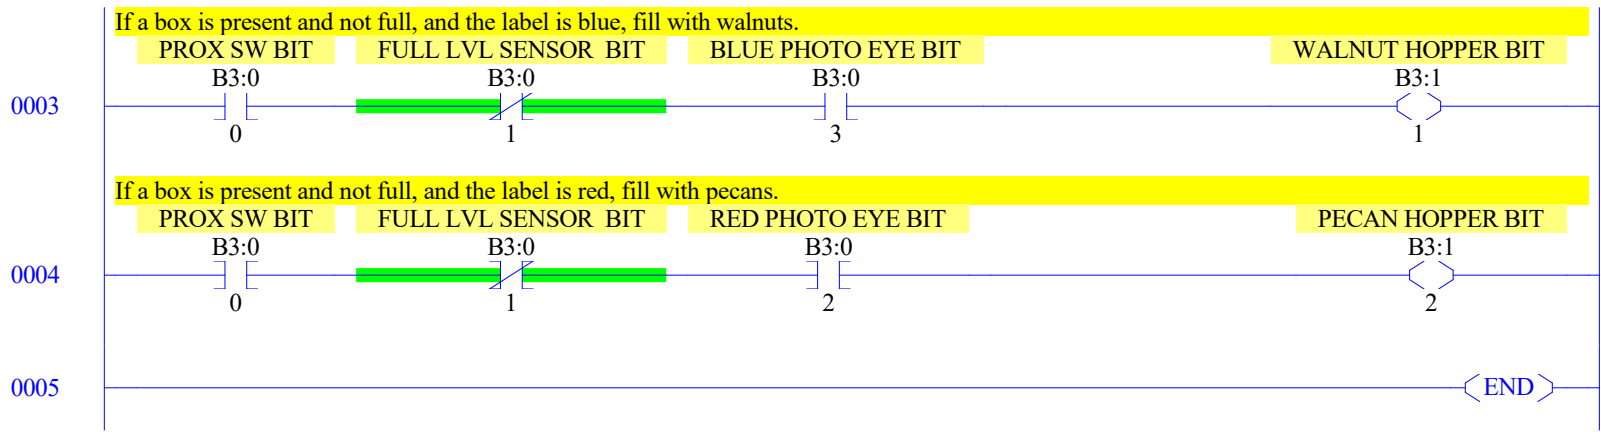 If a box is present and not full, and the label is blue, fill with walnuts.
PROX SW BIT FULL LVL SENSOR BIT BLUE PHOTO EYE BIT WALNUT HOPPER BIT
B3:0 B3:0 B3:0 B3:1
0003
0 1 3 1
If a box is present and not full, and the label is red, fill with pecans.
PROX SW BIT FULL LVL SENSOR BIT RED PHOTO EYE BIT PECAN HOPPER BIT
B3:0 B3:0 B3:0 B3:1
0004
0 1 2 2
0005 END